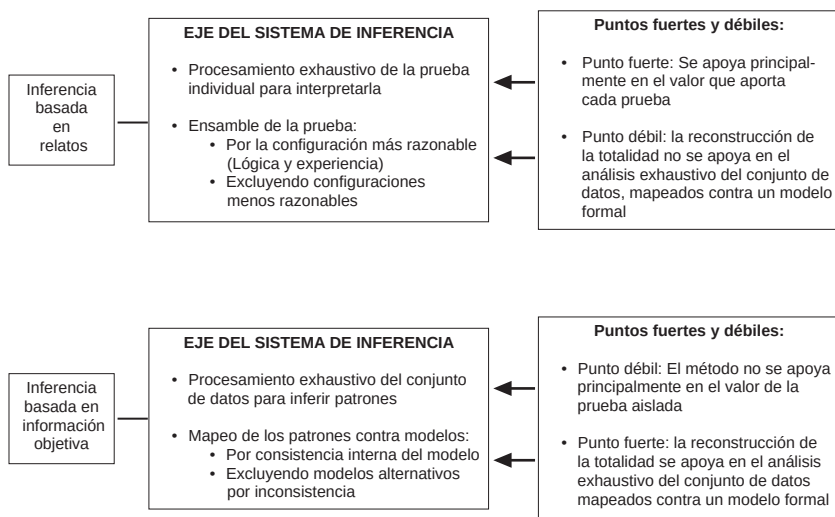 Inferencia
basada
en
relatos
EJE DEL SISTEMA DE INFERENCIA
• Procesamiento exhaustivo de la prueba
individual para interpretarla
• Ensamble de la prueba:
• Por la configuración más razonable
(Lógica y experiencia)
• Excluyendo configuraciones
menos razonables
Puntos fuertes y débiles:
• Punto fuerte: Se apoya principal-
mente en el valor que aporta
cada prueba
• Punto débil: la reconstrucción de
la totalidad no se apoya en el
análisis exhaustivo del conjunto de
datos, mapeados contra un modelo
formal
Inferencia
basada en
información
objetiva
EJE DEL SISTEMA DE INFERENCIA
• Procesamiento exhaustivo del conjunto
de datos para inferir patrones
• Mapeo de los patrones contra modelos:
• Por consistencia interna del modelo
• Excluyendo modelos alternativos
por inconsistencia
Puntos fuertes y débiles:
• Punto débil: El método no se apoya
principalmente en el valor de la
prueba aislada
• Punto fuerte: la reconstrucción de
la totalidad se apoya en el análisis
exhaustivo del conjunto de datos
mapeados contra un modelo formal